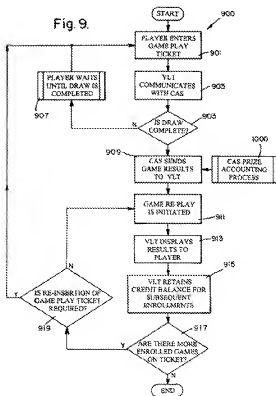 Fig. 9.
START
900
PLAYER ENTERS
GAME PLAY
TICKET
901
VLT
COMMUNICATES
WITH CAS
903
PLAYER WAITS
UNTIL DRAW IS
COMPLETED
907
N
IS DRAW
COMPLETE?
903
Y
909
CAS SENDS
GAME RESULTS
TO VLT
1000
CAS PRIZE
ACCOUNTING
PROCESS
GAME RE-PLAY
IS INITIATED
911
VLT DISPLAYS
RESULTS TO
PLAYER
913
VLT RETAINS
CREDIT BALANCE FOR
SUBSEQUENT
ENROLLMENTS
915
Y
N
IS RE-INSERTION OF
GAME PLAY TICKET
REQUIRED?
919
917
ARE THERE MORE
ENROLLED GAMES
ON TICKET?
Y
N
END